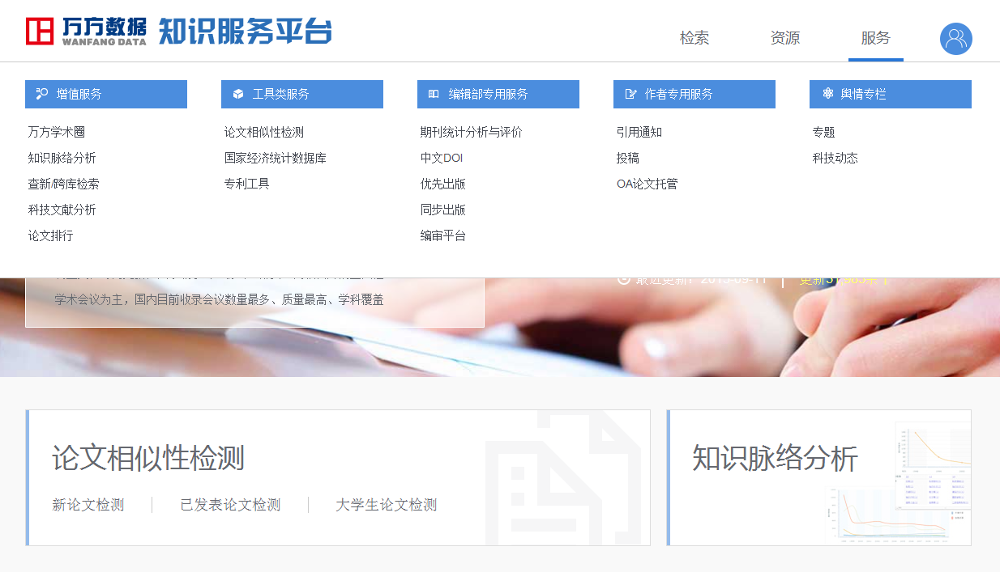 万方数据
WANFANG DATA
知识服务平台
检索
资源
服务
增值服务
万方学术圈
知识脉络分析
查新/跨库检索
科技文献分析
论文排行
工具类服务
论文相似性检测
国家经济统计数据库
专利工具
编辑部专用服务
期刊统计分析与评价
中文DOI
优先出版
同步出版
编审平台
作者专用服务
引用通知
投稿
OA论文托管
舆情专栏
专题
科技动态
学术会议为主，国内目前收录会议数量最多、质量最高、学科覆盖
论文相似性检测
新论文检测
已发表论文检测
大学生论文检测
知识脉络分析